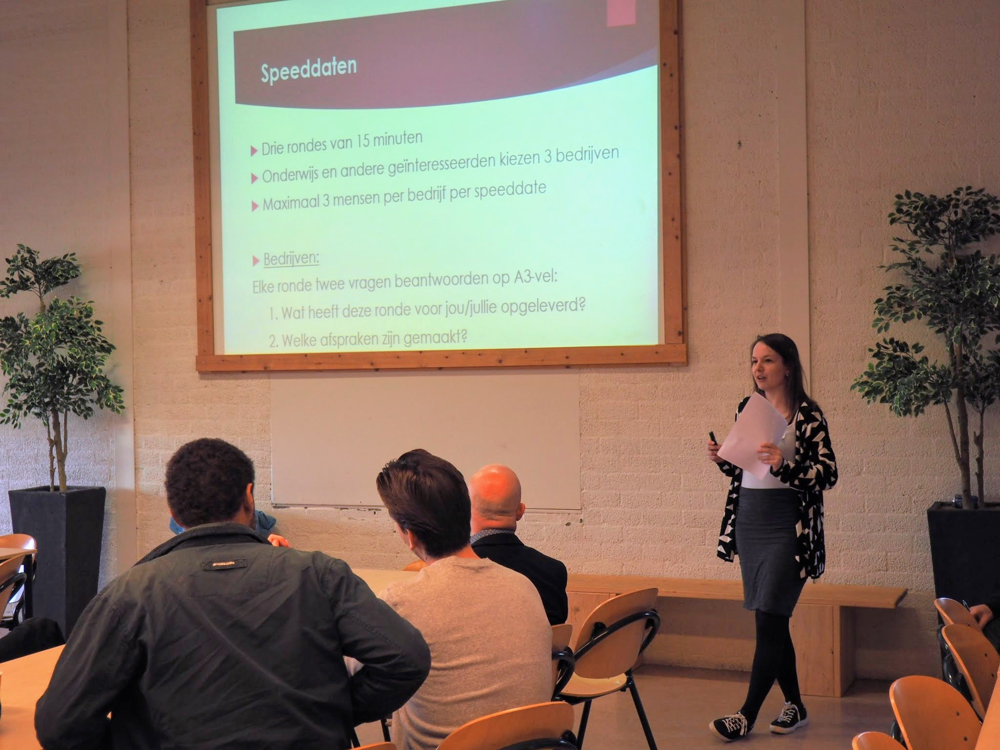 Speeddaten
Drie rondes van 15 minuten
Onderwijs en andere geïnteresseerden kiezen 3 bedrijven
Maximaal 3 mensen per bedrijf per speeddate
Bedrijven:
Elke ronde twee vragen beantwoorden op A3-vel:
1. Wat heeft deze ronde voor jou/jullie opgeleverd?
2. Welke afspraken zijn gemaakt?
McGREGOR